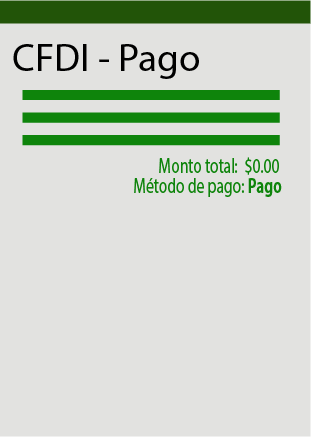 CFDI - Pago
Monto total: $0.00
Método de pago: Pago